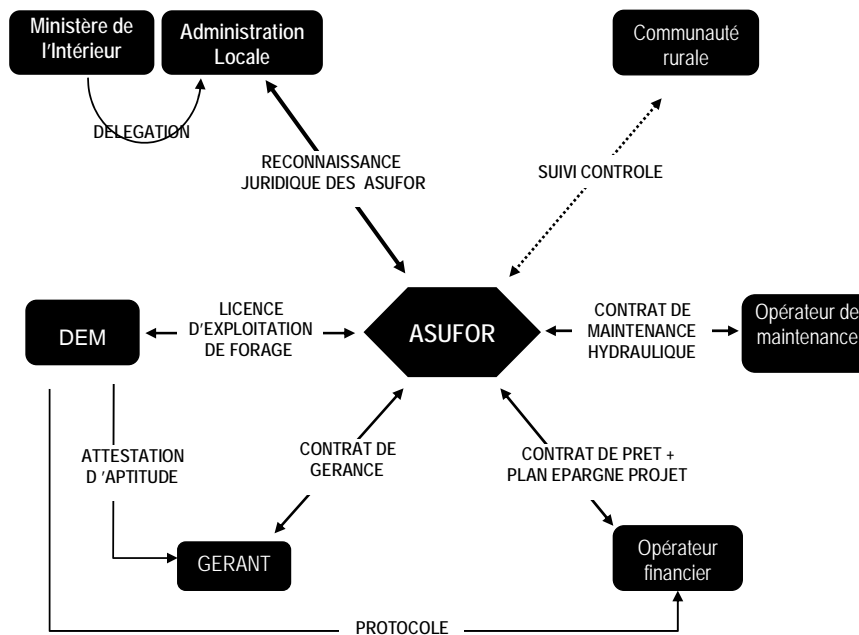 Ministère de
l'Intérieur
Administration
Locale
Communauté
rurale
DELEGATION
RECONNAISSANCE
JURIDIQUE DES ASUFOR
SUIVI CONTROLE
DEM
LICENCE
D'EXPLOITATION
DE FORAGE
ASUFOR
CONTRAT DE
MAINTENANCE
HYDRAULIQUE
Opérateur de
maintenance
ATTESTATION
D 'APTITUDE
CONTRAT DE
GERANCE
CONTRAT DE PRET +
PLAN EPARGNE PROJET
GERANT
Opérateur
financier
PROTOCOLE